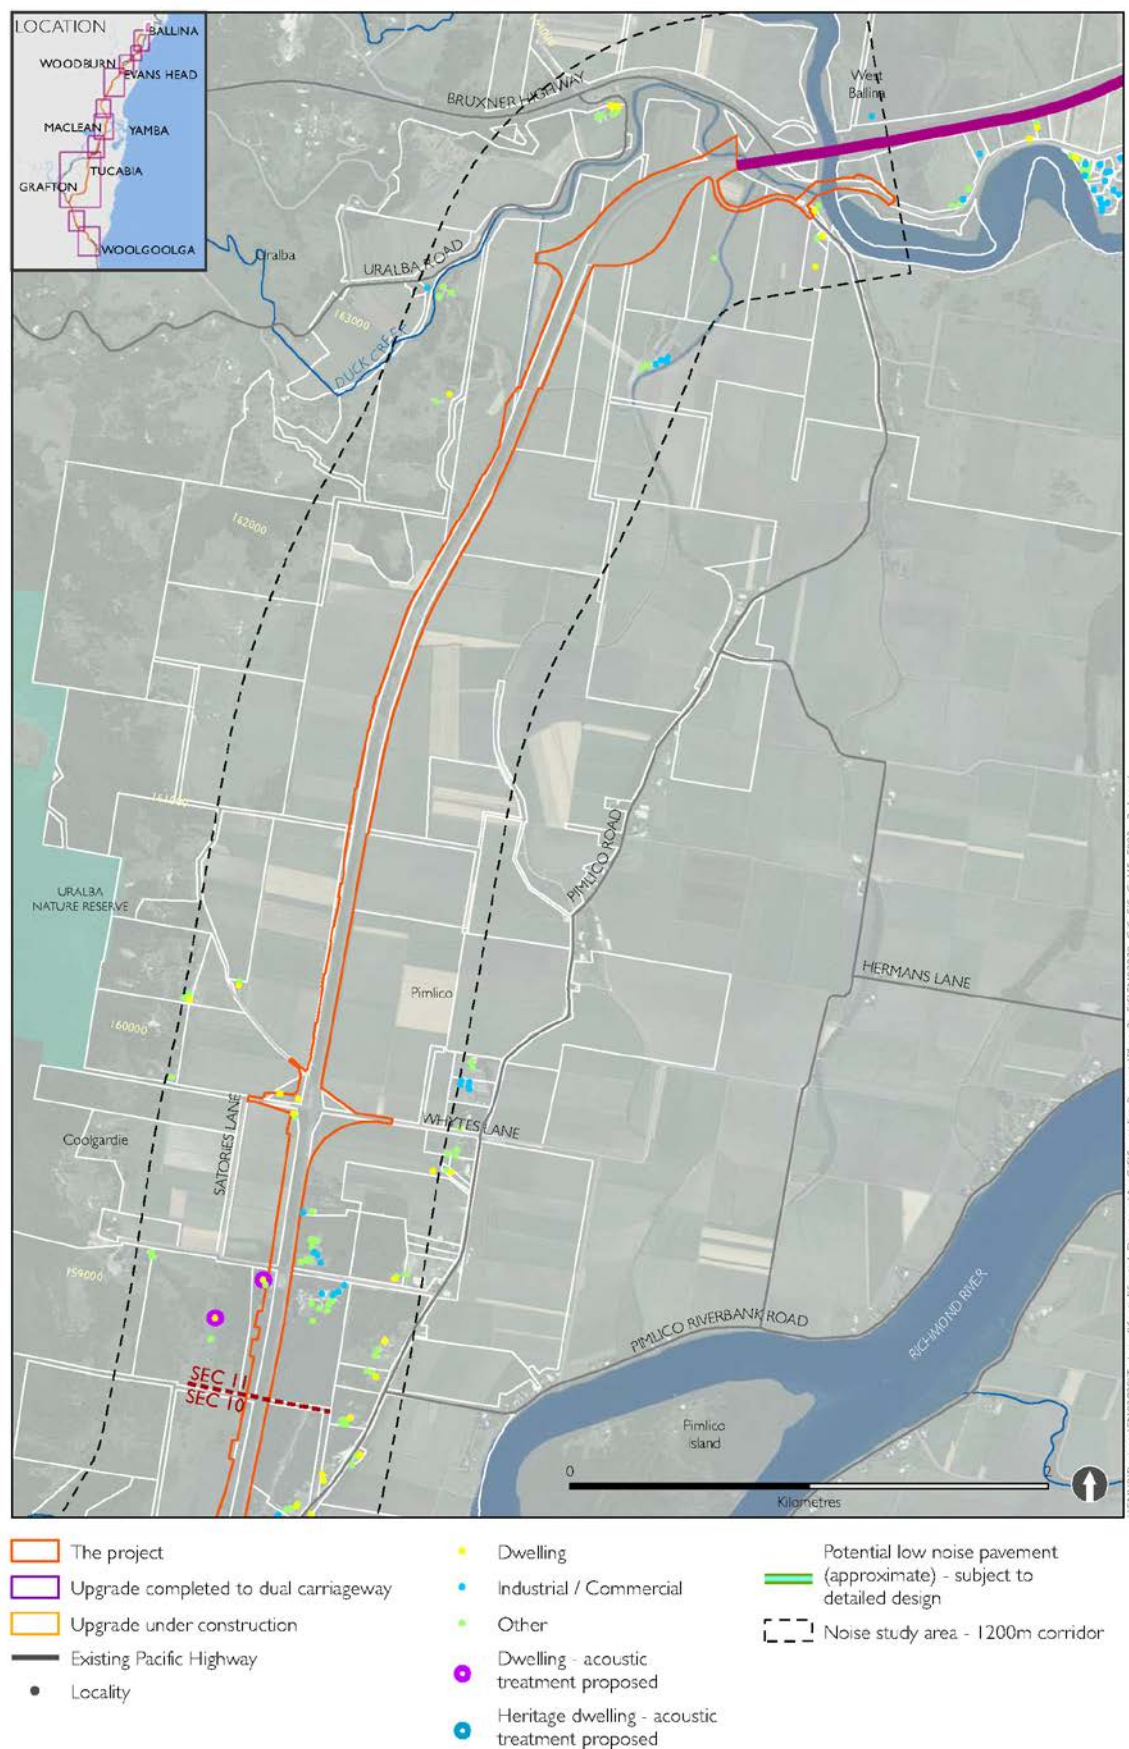 LOCATION
BALLINA
WOODBURN
EVANS HEAD
MACLEAN
YAMBA
TUCABIA
GRAFTON
WOOLGOOLGA
BRUXNER HIGHWAY
West
Ballina
Uralba
URALBA ROAD
163000
DUCK CREEK
162000
161000
URALBA
NATURE RESERVE
PIMLICO ROAD
HERMANS LANE
Pimlico
160000
WHYTES LANE
SATORIES LANE
Coolgardie
159000
SEC 11
SEC 10
PIMLICO RIVERBANK ROAD
RICHMOND RIVER
Pimlico
Island
0
2
Kilometres
The project
Upgrade completed to dual carriageway
Upgrade under construction
Existing Pacific Highway
Locality
Dwelling
Industrial / Commercial
Other
Dwelling - acoustic
treatment proposed
Heritage dwelling - acoustic
treatment proposed
Potential low noise pavement
(approximate) - subject to
detailed design
Noise study area - 1200m corridor